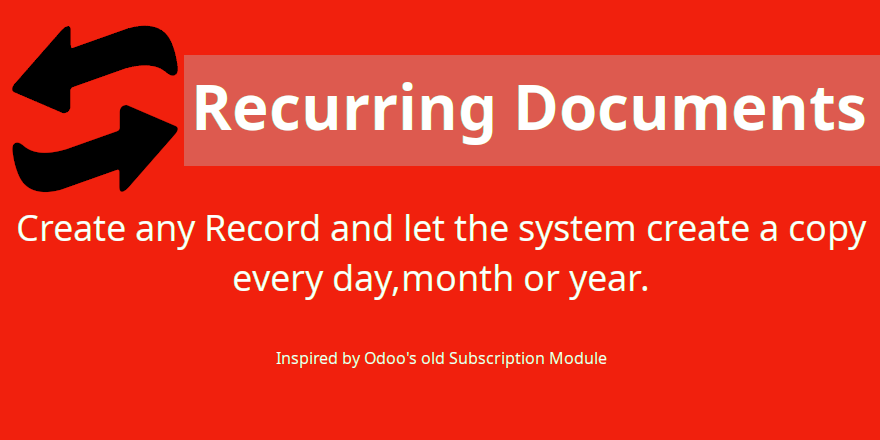 Recurring Documents
Create any Record and let the system create a copy
every day,month or year.
Inspired by Odoo's old Subscription Module